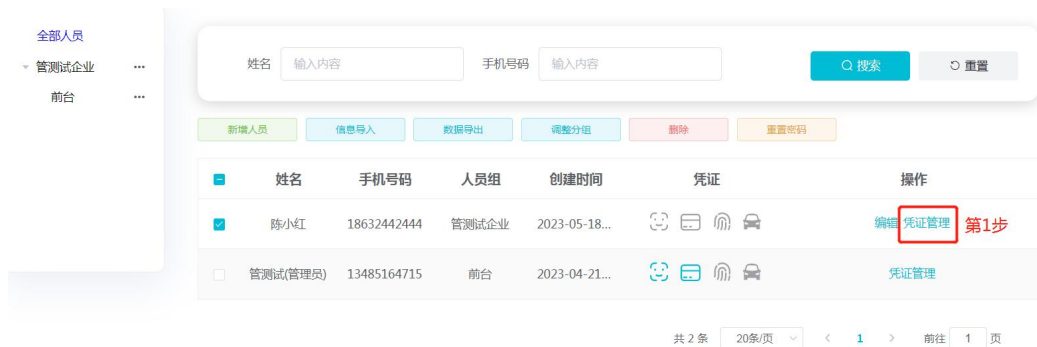 全部人员
管测试企业
前台
姓名 输入内容 手机号码 输入内容 搜索 重置
新增人员 信息导入 数据导出 调整分组 删除 重置密码
姓名 手机号码 人员组 创建时间 凭证 操作
陈小红 18632442444 管测试企业 2023-05-18... 编辑 凭证管理 第1步
管测试(管理员) 13485164715 前台 2023-04-21... 凭证管理
共 2 条 20条/页 1 前往 1 页